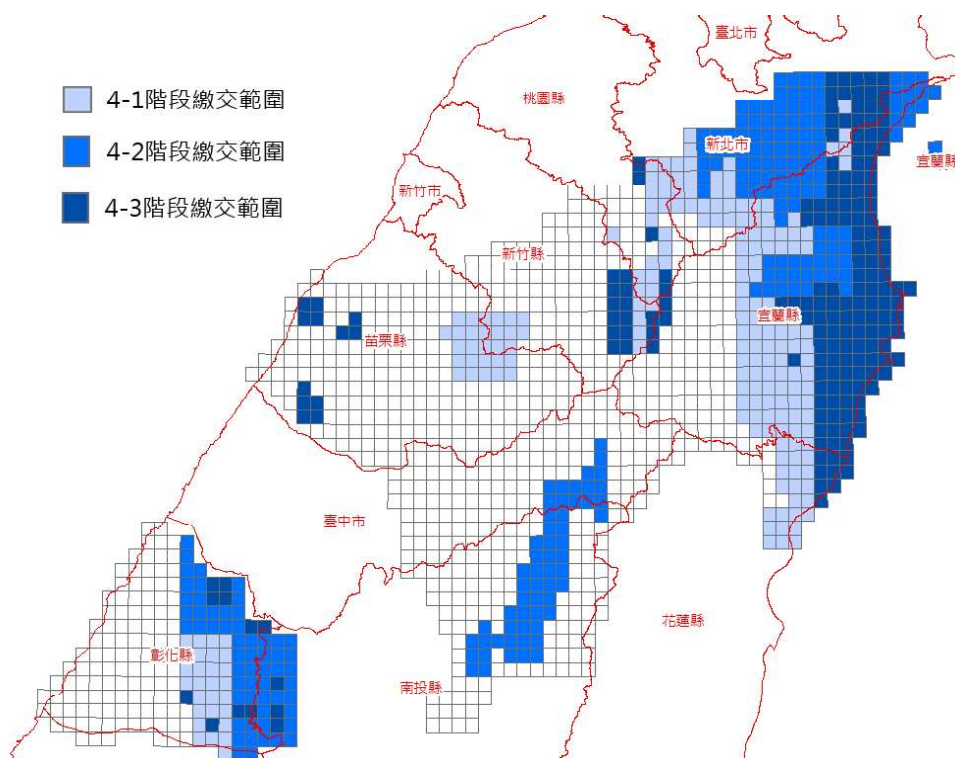 臺北市
4-1階段繳交範圍
桃園縣
4-2階段繳交範圍
新北市
宜蘭縣
新竹市
4-3階段繳交範圍
新竹縣
宜蘭縣
苗栗縣
臺中市
花蓮縣
彰化縣
南投縣